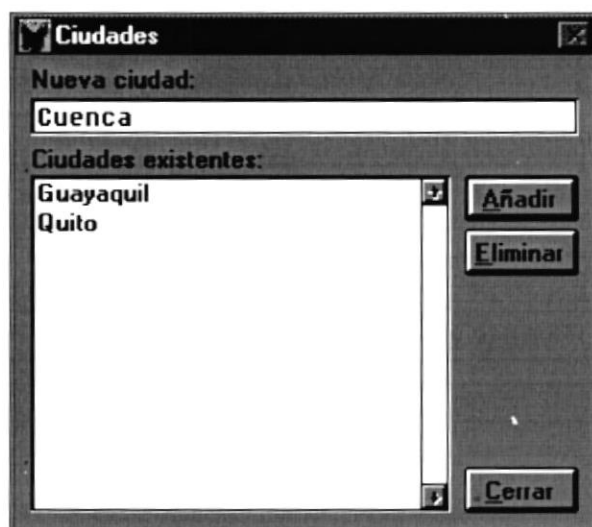 Ciudades
Nueva ciudad:
Cuenca
Ciudades existentes:
Guayaquil
Quito
Añadir
Eliminar
Cerrar